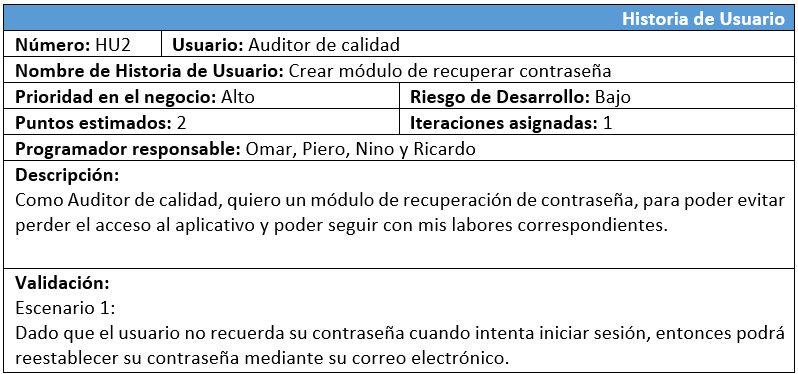 Historia de Usuario
Número: HU2 Usuario: Auditor de calidad
Nombre de Historia de Usuario: Crear módulo de recuperar contraseña
Prioridad en el negocio: Alto Riesgo de Desarrollo: Bajo
Puntos estimados: 2 Iteraciones asignadas: 1
Programador responsable: Omar, Piero, Nino y Ricardo
Descripción:
Como Auditor de calidad, quiero un módulo de recuperación de contraseña, para poder evitar
perder el acceso al aplicativo y poder seguir con mis labores correspondientes.
Validación:
Escenario 1:
Dado que el usuario no recuerda su contraseña cuando intenta iniciar sesión, entonces podrá
reestablecer su contraseña mediante su correo electrónico.